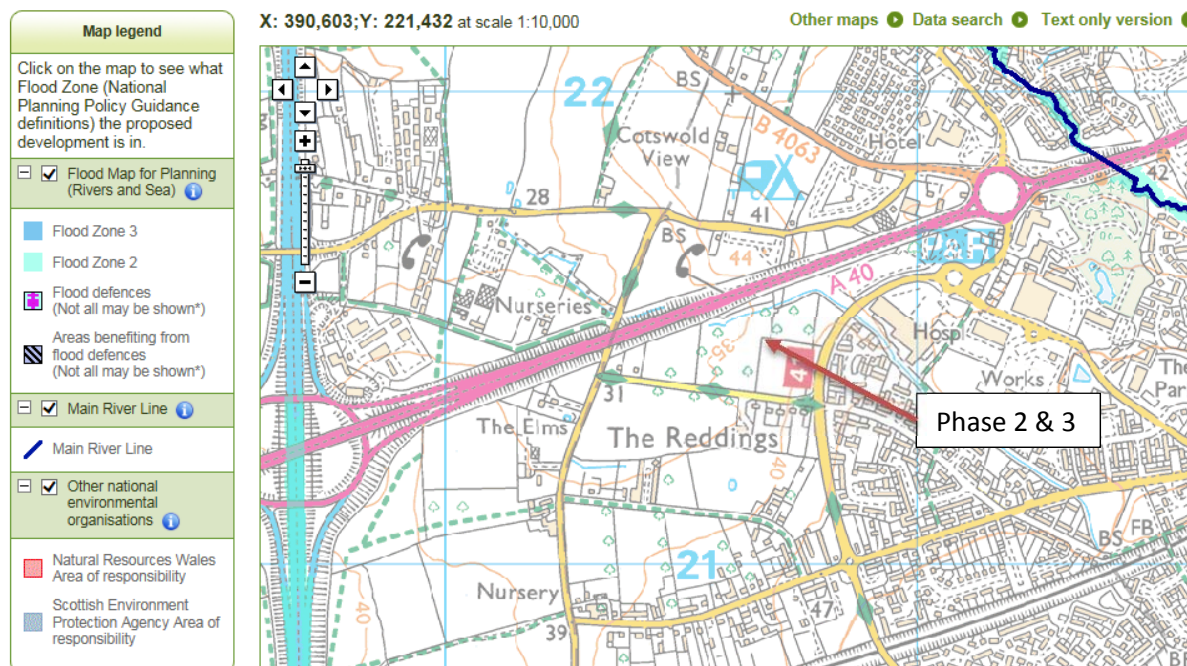 Map legend
X: 390,603;Y: 221,432 at scale 1:10,000
Other maps
Data search
Text only version
Click on the map to see what
Flood Zone (National
Planning Policy Guidance
definitions) the proposed
development is in.
Flood Map for Planning
(Rivers and Sea)
Flood Zone 3
Flood Zone 2
Flood defences
(Not all may be shown*)
Areas benefiting from
flood defences
(Not all may be shown*)
Main River Line
Main River Line
Other national
environmental
organisations
Natural Resources Wales
Area of responsibility
Scottish Environment
Protection Agency Area of
responsibility
22
BS
Cotswold
View
B 4063
Hotel
42
28
41
BS
44
A 40
Nurseries
Hospl
35
Works
The
Par
31
The Elms
The Reddings
Phase 2 & 3
40
21
BS
FB
Nursery
40
47
39